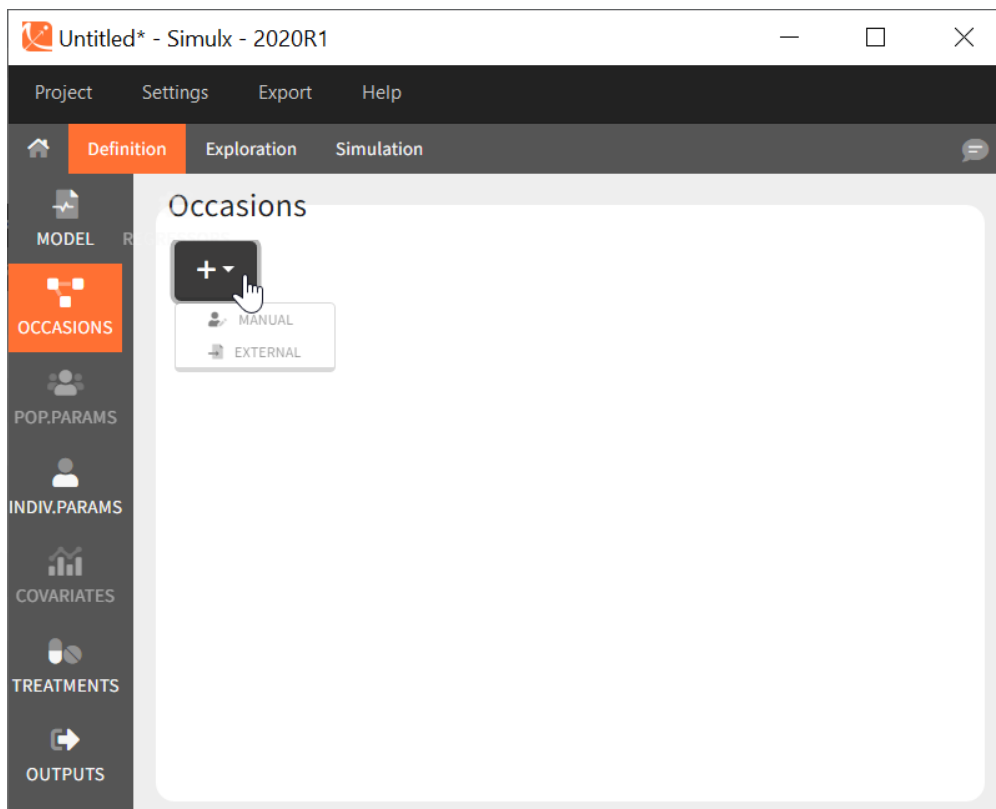 Untitled* - Simulx - 2020R1
Project Settings Export Help
Definition Exploration Simulation
Occasions
MODEL
+
MANUAL
EXTERNAL
OCCASIONS
POP.PARAMS
INDIV.PARAMS
COVARIATES
TREATMENTS
OUTPUTS